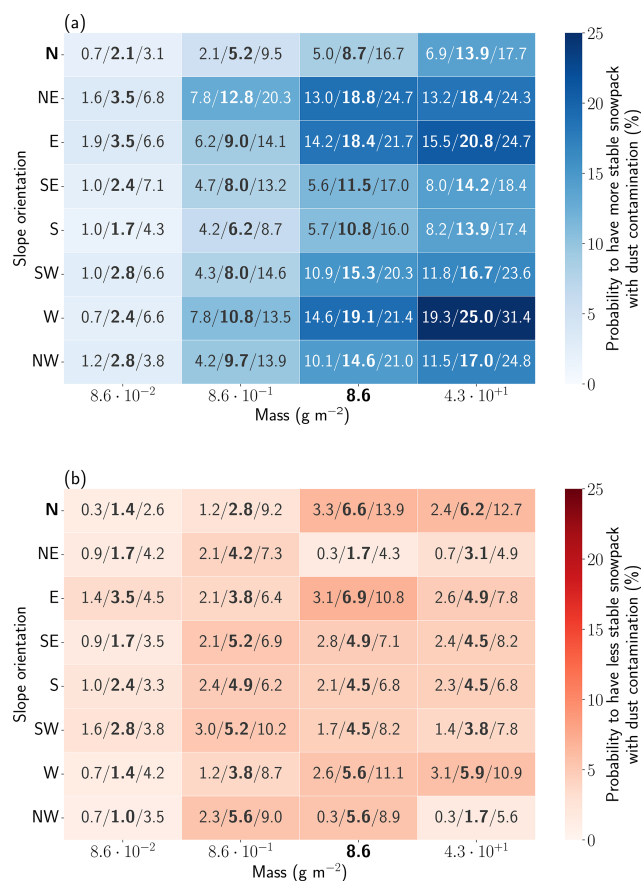 (a)
N 0.7/2.1/3.1 2.1/5.2/9.5 5.0/8.7/16.7 6.9/13.9/17.7
NE 1.6/3.5/6.8 7.8/12.8/20.3 13.0/18.8/24.7 13.2/18.4/24.3
E 1.9/3.5/6.6 6.2/9.0/14.1 14.2/18.4/21.7 15.5/20.8/24.7
SE 1.0/2.4/7.1 4.7/8.0/13.2 5.6/11.5/17.0 8.0/14.2/18.4
S 1.0/1.7/4.3 4.2/6.2/8.7 5.7/10.8/16.0 8.2/13.9/17.4
SW 1.0/2.8/6.6 4.3/8.0/14.6 10.9/15.3/20.3 11.8/16.7/23.6
W 0.7/2.4/6.6 7.8/10.8/13.5 14.6/19.1/21.4 19.3/25.0/31.4
NW 1.2/2.8/3.8 4.2/9.7/13.9 10.1/14.6/21.0 11.5/17.0/24.8
8.6 · 10⁻² 8.6 · 10⁻¹ 8.6 4.3 · 10⁺¹
Mass (g m⁻²)
Slope orientation
25
20
15
10
5
0
Probability to have more stable snowpack
with dust contamination (%)
(b)
N 0.3/1.4/2.6 1.2/2.8/9.2 3.3/6.6/13.9 2.4/6.2/12.7
NE 0.9/1.7/4.2 2.1/4.2/7.3 0.3/1.7/4.3 0.7/3.1/4.9
E 1.4/3.5/4.5 2.1/3.8/6.4 3.1/6.9/10.8 2.6/4.9/7.8
SE 0.9/1.7/3.5 2.1/5.2/6.9 2.8/4.9/7.1 2.4/4.5/8.2
S 1.0/2.4/3.3 2.4/4.9/6.2 2.1/4.5/6.8 2.3/4.5/6.8
SW 1.6/2.8/3.8 3.0/5.2/10.2 1.7/4.5/8.2 1.4/3.8/7.8
W 0.7/1.4/4.2 1.2/3.8/8.7 2.6/5.6/11.1 3.1/5.9/10.9
NW 0.7/1.0/3.5 2.3/5.6/9.0 0.3/5.6/8.9 0.3/1.7/5.6
8.6 · 10⁻² 8.6 · 10⁻¹ 8.6 4.3 · 10⁺¹
Mass (g m⁻²)
Slope orientation
25
20
15
10
5
0
Probability to have less stable snowpack
with dust contamination (%)